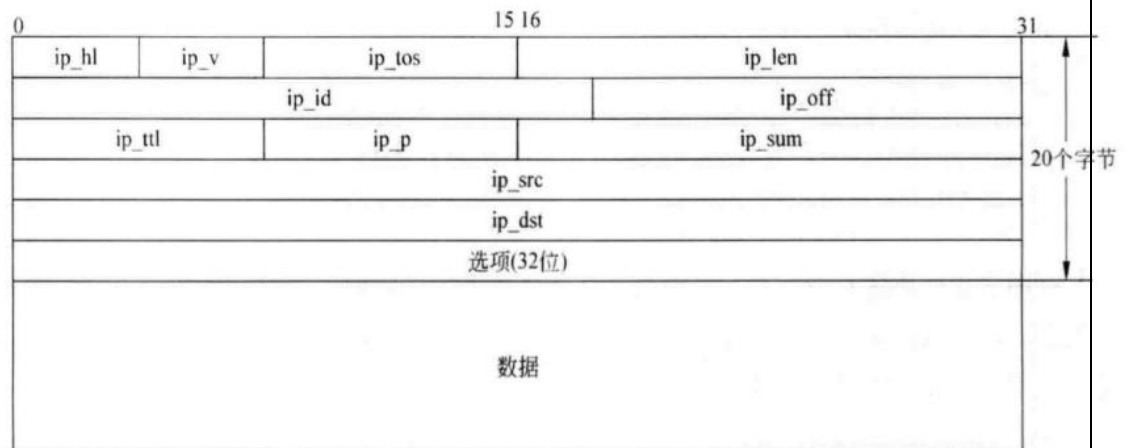 0 15 16 31
ip_hl ip_v ip_tos ip_len
ip_id ip_off
ip_ttl ip_p ip_sum
20个字节
ip_src
ip_dst
选项(32位)
数据